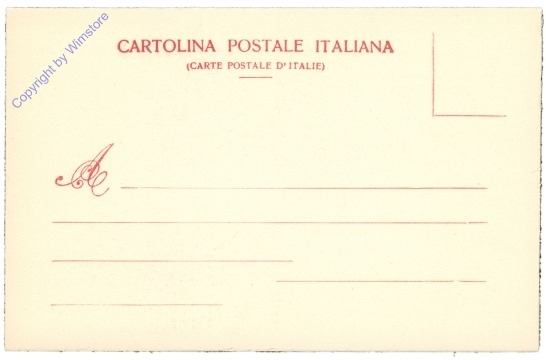 CARTOLINA POSTALE ITALIANA
(CARTE POSTALE D'ITALIE)
A
Copyright by Wimstore